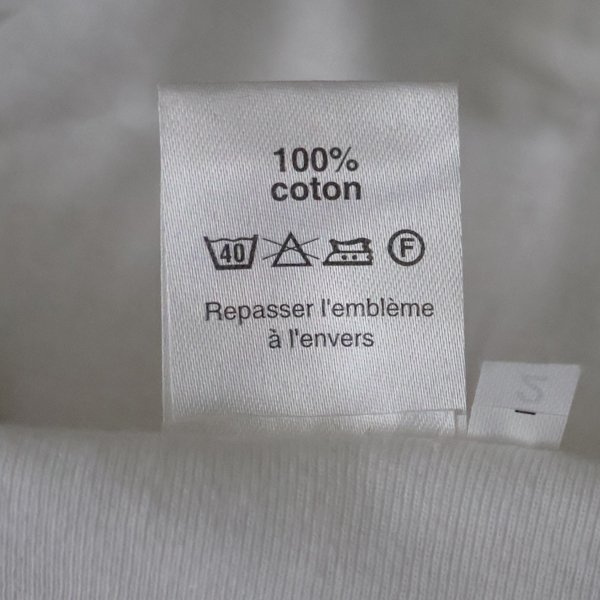 100%
coton
40 F
Repasser l'emblème
à l'envers
S